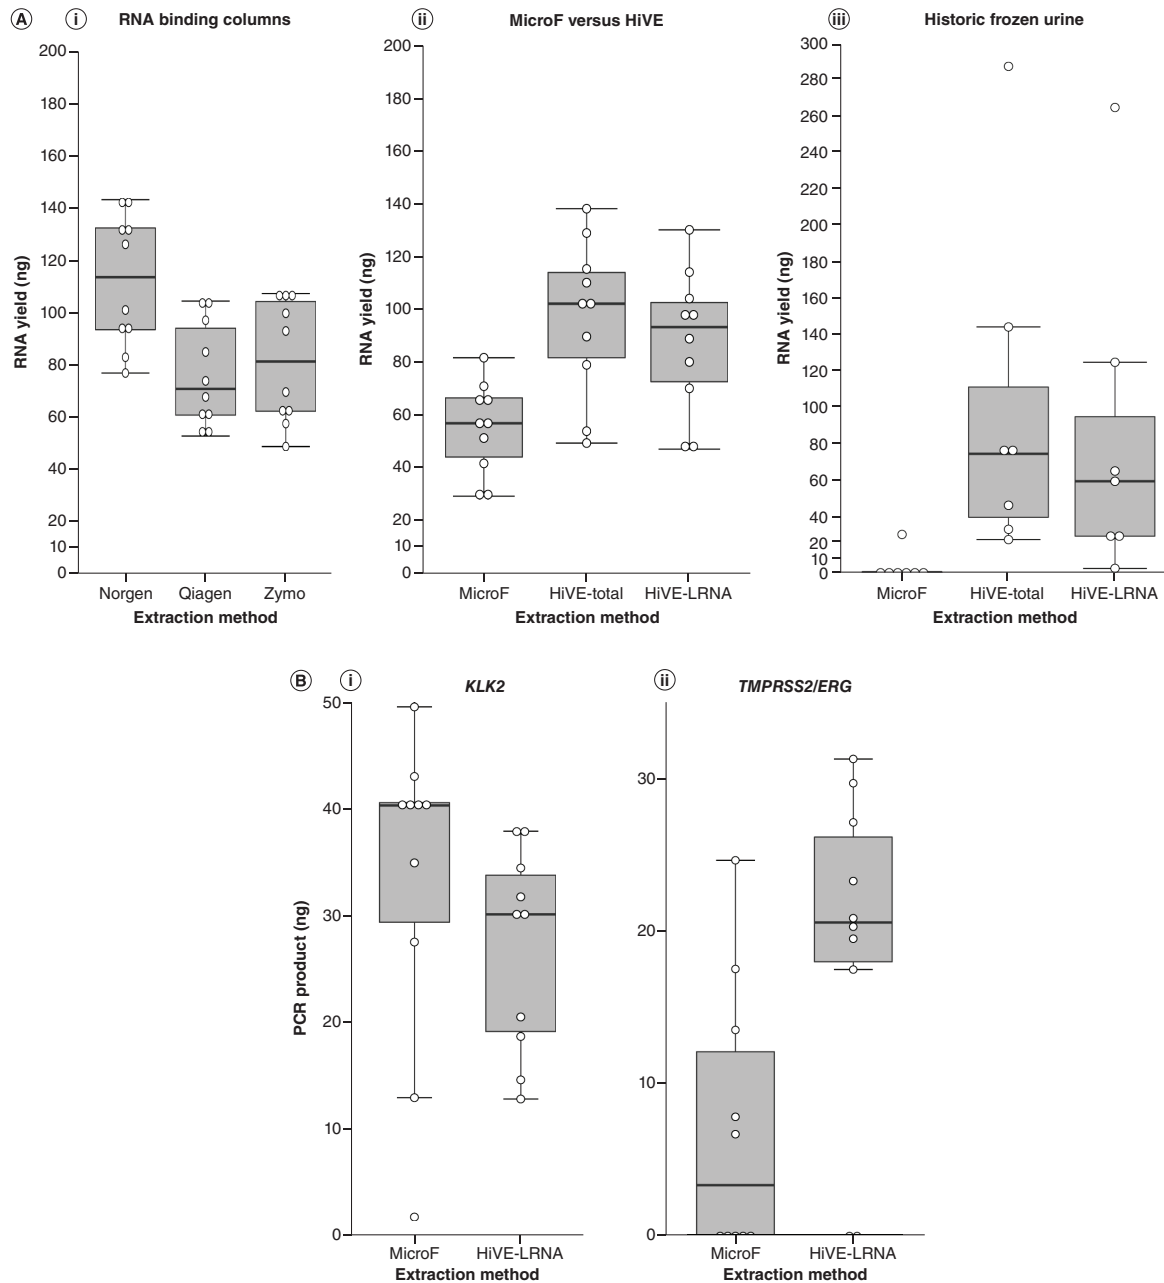 A i RNA binding columns
200
180
160
140
120
100
80
60
40
20
10
0
RNA yield (ng)
Norgen Qiagen Zymo
Extraction method
ii MicroF versus HiVE
200
180
160
140
120
100
80
60
40
20
10
0
RNA yield (ng)
MicroF HiVE-total HiVE-LRNA
Extraction method
iii Historic frozen urine
300
280
260
240
220
200
180
160
140
120
100
80
60
40
20
10
0
RNA yield (ng)
MicroF HiVE-total HiVE-LRNA
Extraction method
B i KLK2
50
40
30
20
10
0
PCR product (ng)
MicroF HiVE-LRNA
Extraction method
ii TMPRSS2/ERG
30
20
10
0
MicroF HiVE-LRNA
Extraction method